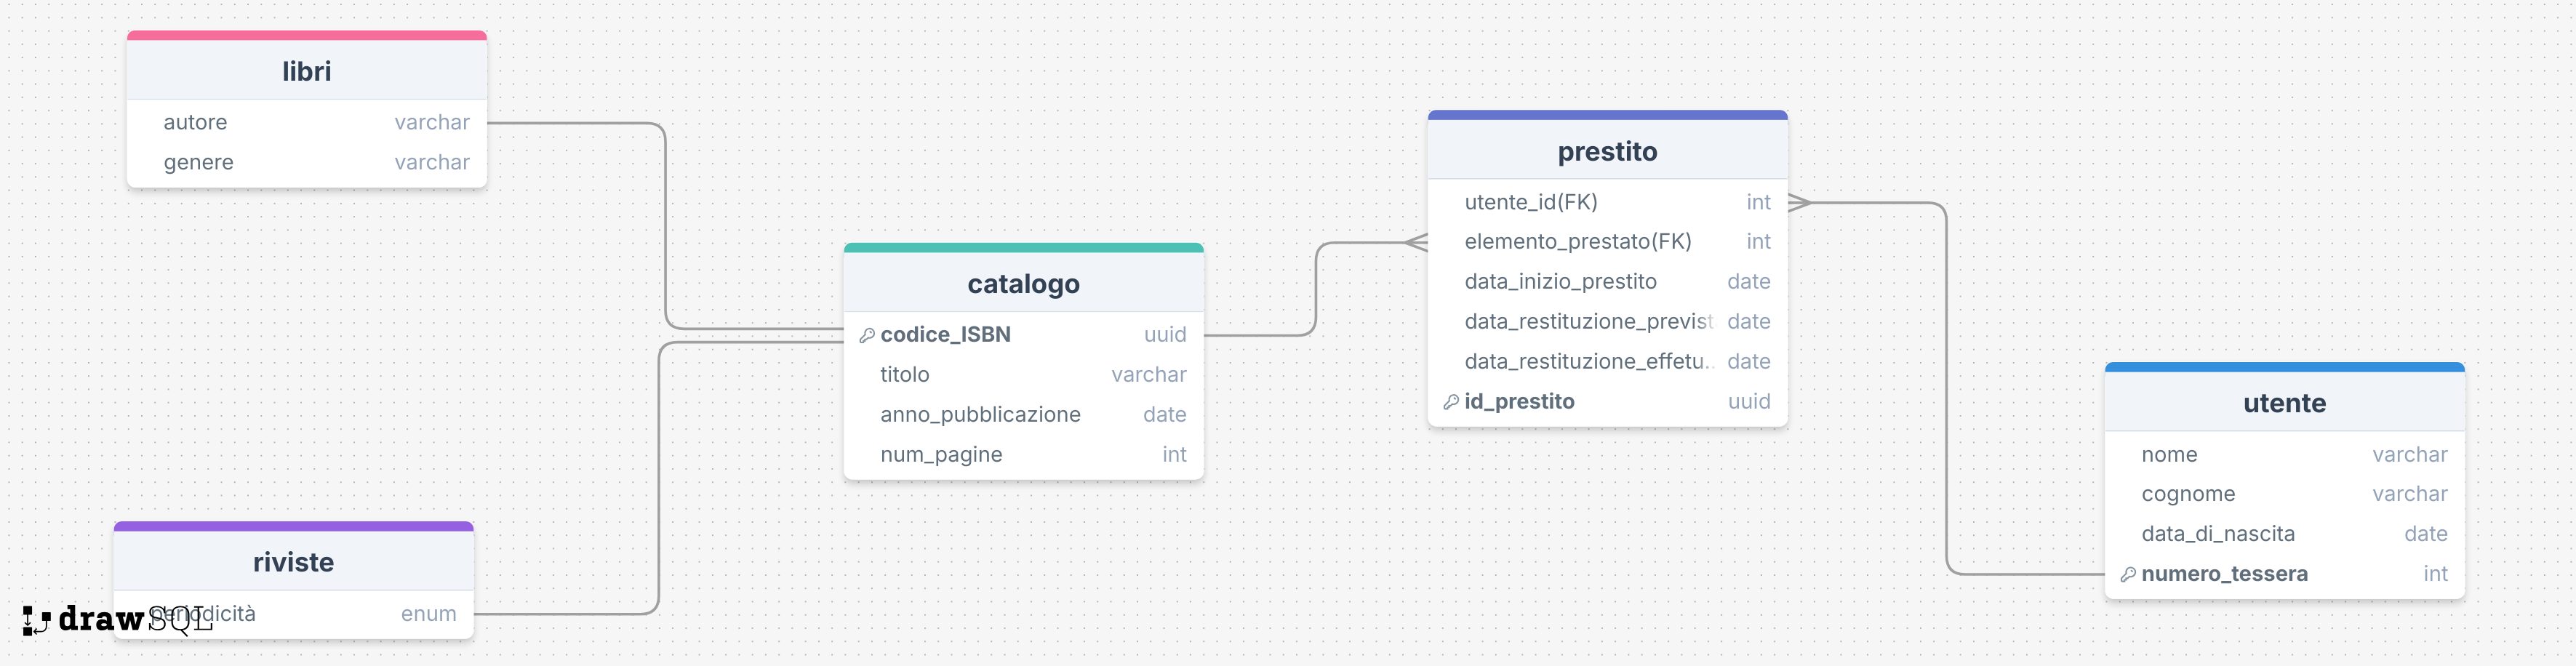 libri
autore varchar
genere varchar
catalogo
codice_ISBN uuid
titolo varchar
anno_pubblicazione date
num_pagine int
prestito
utente_id(FK) int
elemento_prestato(FK) int
data_inizio_prestito date
data_restituzione_previst date
data_restituzione_effetu.. date
id_prestito uuid
utente
nome varchar
cognome varchar
data_di_nascita date
numero_tessera int
riviste
periodicità enum
drawSQL